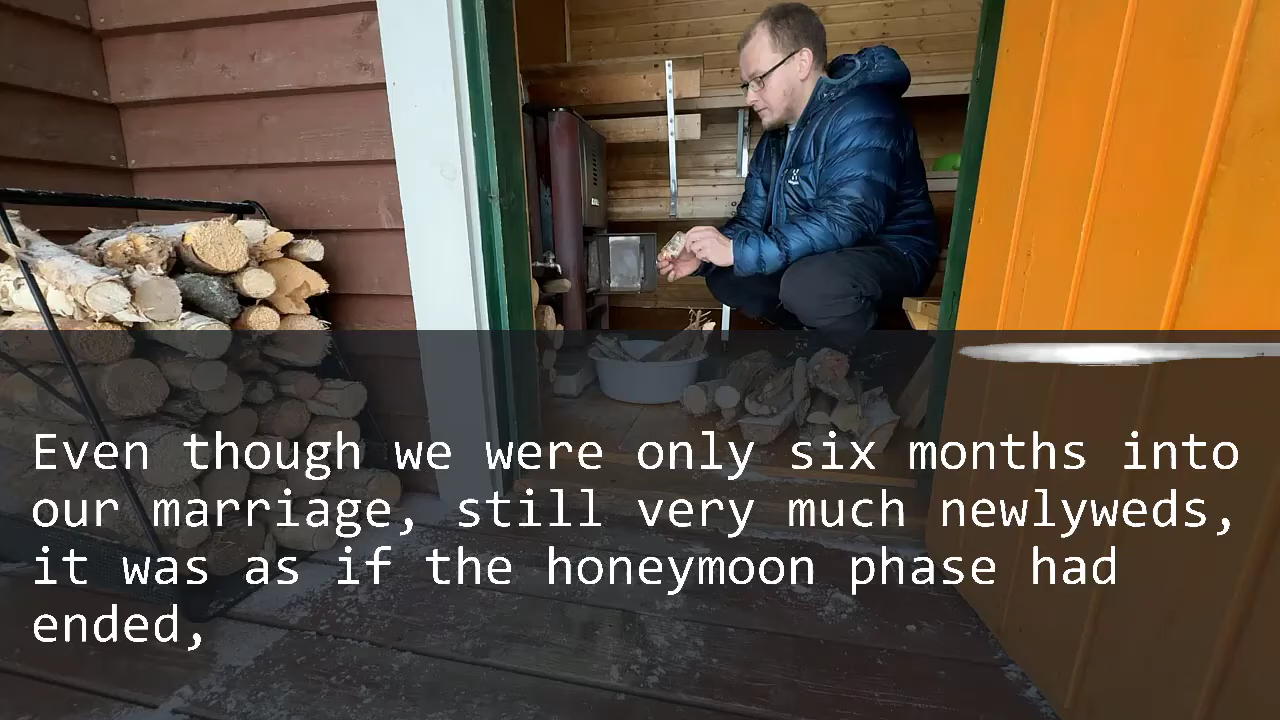 Even though we were only six months into
our marriage, still very much newlyweds,
it was as if the honeymoon phase had
ended,